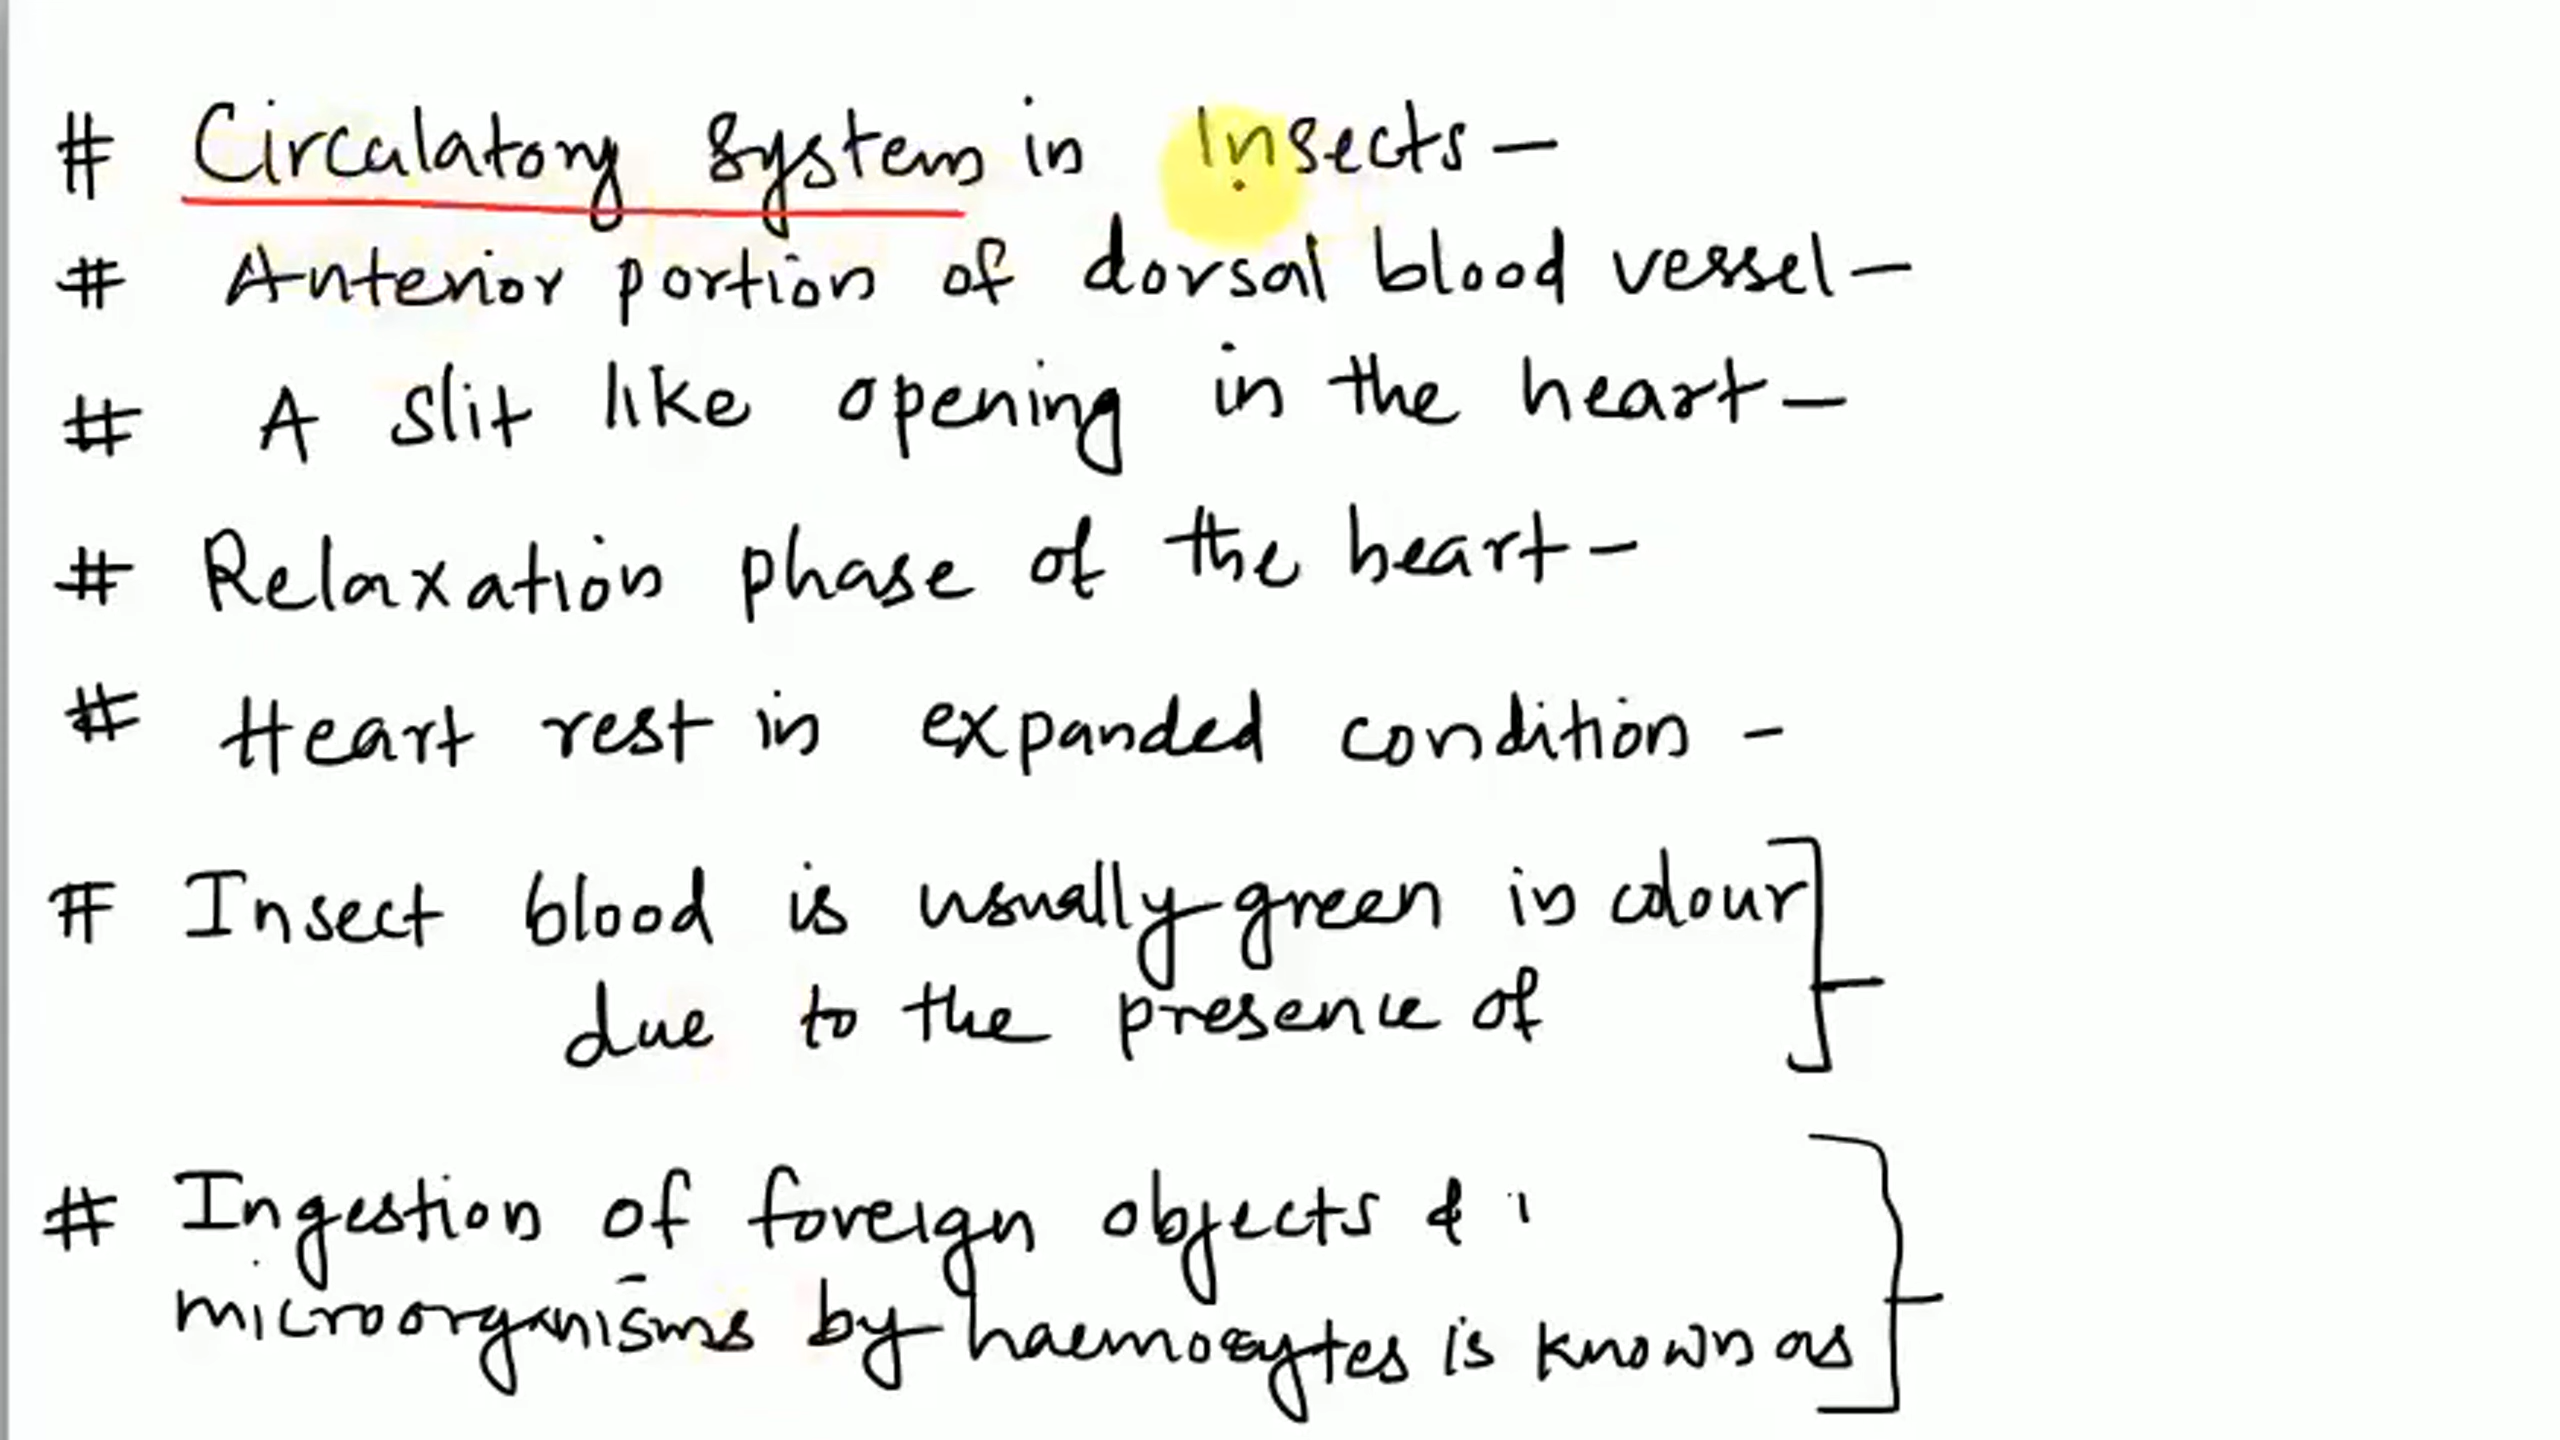 # Circulatory system in Insects –
# Anterior portion of dorsal blood vessel –
# A slit like opening in the heart –
# Relaxation phase of the heart –
# Heart rest in expanded condition -
# Insect blood is usually green in colour
due to the presence of
# Ingestion of foreign objects &
microorganisms by haemocytes is known as